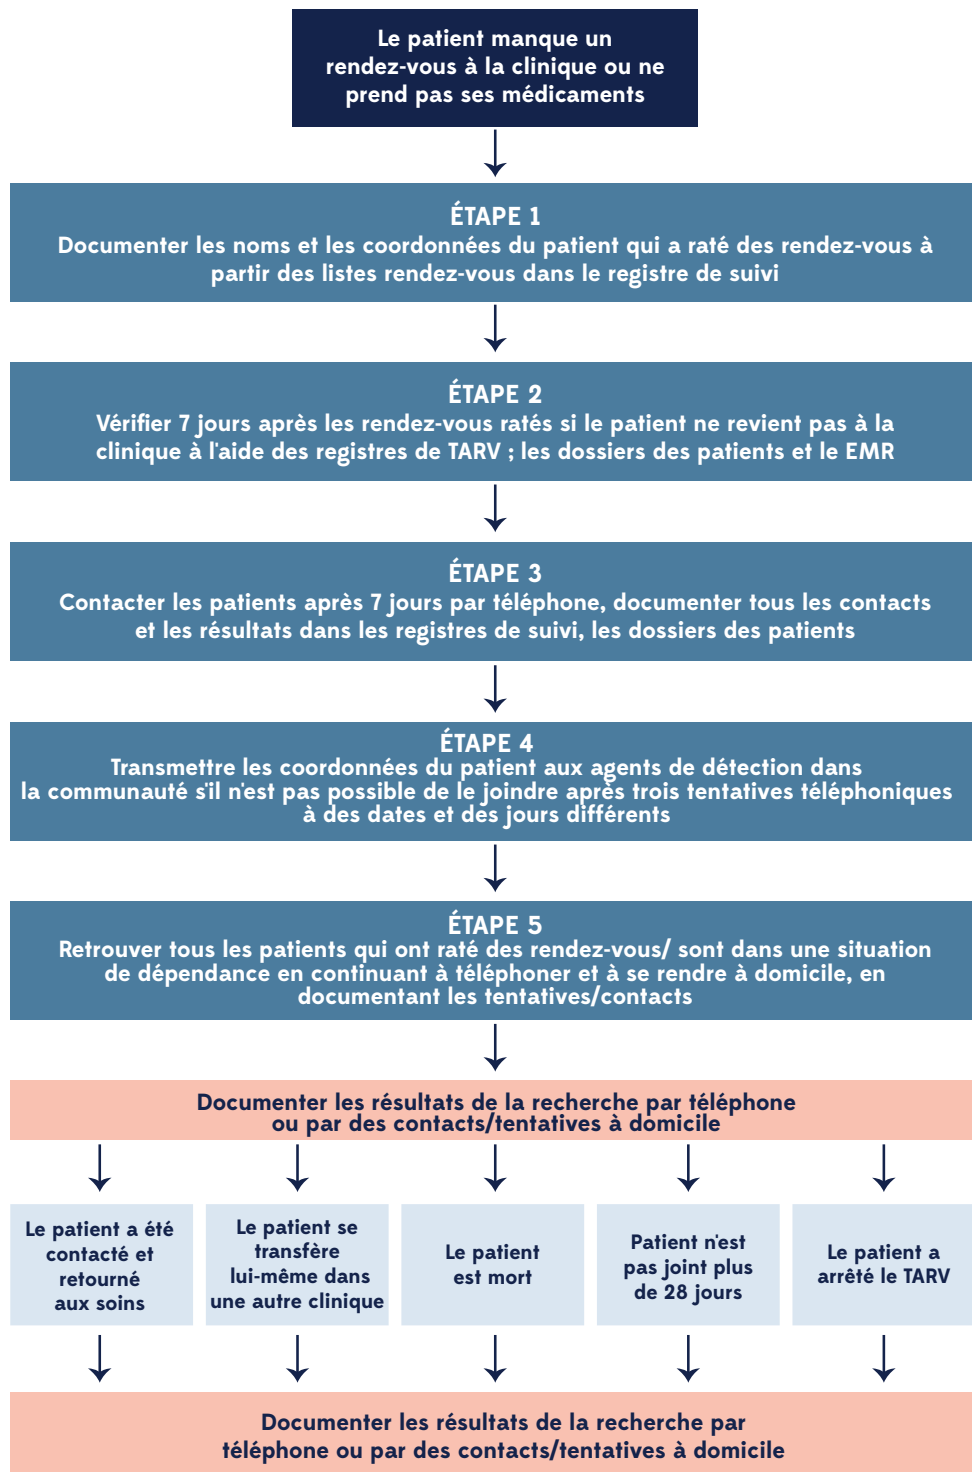 Le patient manque un
rendez-vous à la clinique ou ne
prend pas ses médicaments
ÉTAPE 1
Documenter les noms et les coordonnées du patient qui a raté des rendez-vous à
partir des listes rendez-vous dans le registre de suivi
ÉTAPE 2
Vérifier 7 jours après les rendez-vous ratés si le patient ne revient pas à la
clinique à l'aide des registres de TARV ; les dossiers des patients et le EMR
ÉTAPE 3
Contacter les patients après 7 jours par téléphone, documenter tous les contacts
et les résultats dans les registres de suivi, les dossiers des patients
ÉTAPE 4
Transmettre les coordonnées du patient aux agents de détection dans
la communauté s'il n'est pas possible de le joindre après trois tentatives téléphoniques
à des dates et des jours différents
ÉTAPE 5
Retrouver tous les patients qui ont raté des rendez-vous/ sont dans une situation
de dépendance en continuant à téléphoner et à se rendre à domicile, en
documentant les tentatives/contacts
Documenter les résultats de la recherche par téléphone
ou par des contacts/tentatives à domicile
Le patient a été
contacté et
retourné
aux soins
Le patient se
transfère
lui-même dans
une autre clinique
Le patient
est mort
Patient n'est
pas joint plus
de 28 jours
Le patient a
arrêté le TARV
Documenter les résultats de la recherche par
téléphone ou par des contacts/tentatives à domicile